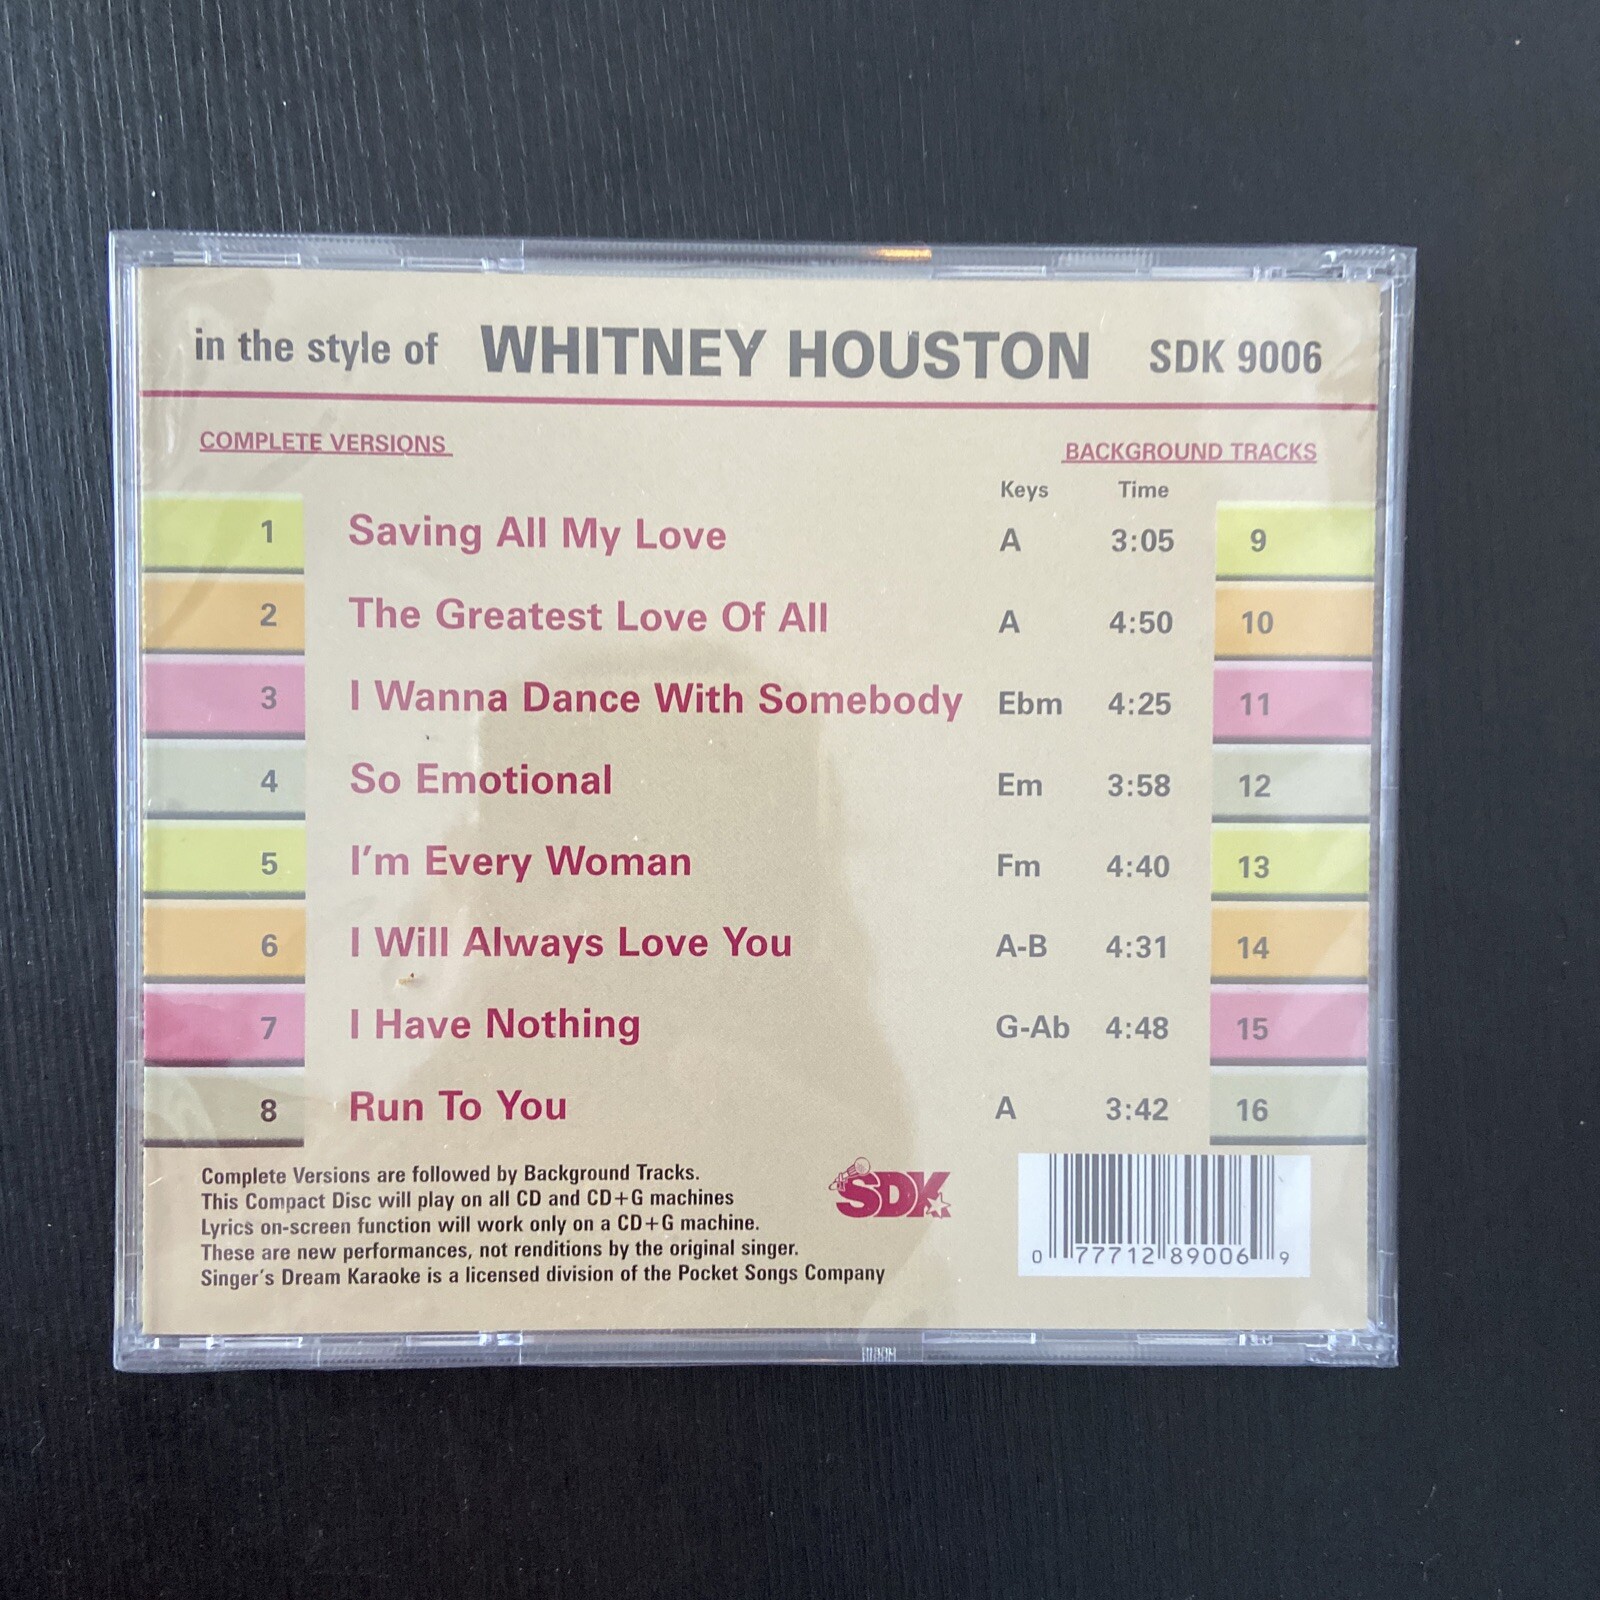 in the style of WHITNEY HOUSTON SDK 9006
COMPLETE VERSIONS BACKGROUND TRACKS
Keys Time
1 Saving All My Love A 3:05 9
2 The Greatest Love Of All A 4:50 10
3 I Wanna Dance With Somebody Ebm 4:25 11
4 So Emotional Em 3:58 12
5 I'm Every Woman Fm 4:40 13
6 I Will Always Love You A-B 4:31 14
7 I Have Nothing G-Ab 4:48 15
8 Run To You A 3:42 16
Complete Versions are followed by Background Tracks.
This Compact Disc will play on all CD and CD+G machines
Lyrics on-screen function will work only on a CD+G machine.
These are new performances, not renditions by the original singer.
Singer's Dream Karaoke is a licensed division of the Pocket Songs Company
SDK
0 77712 89006 9